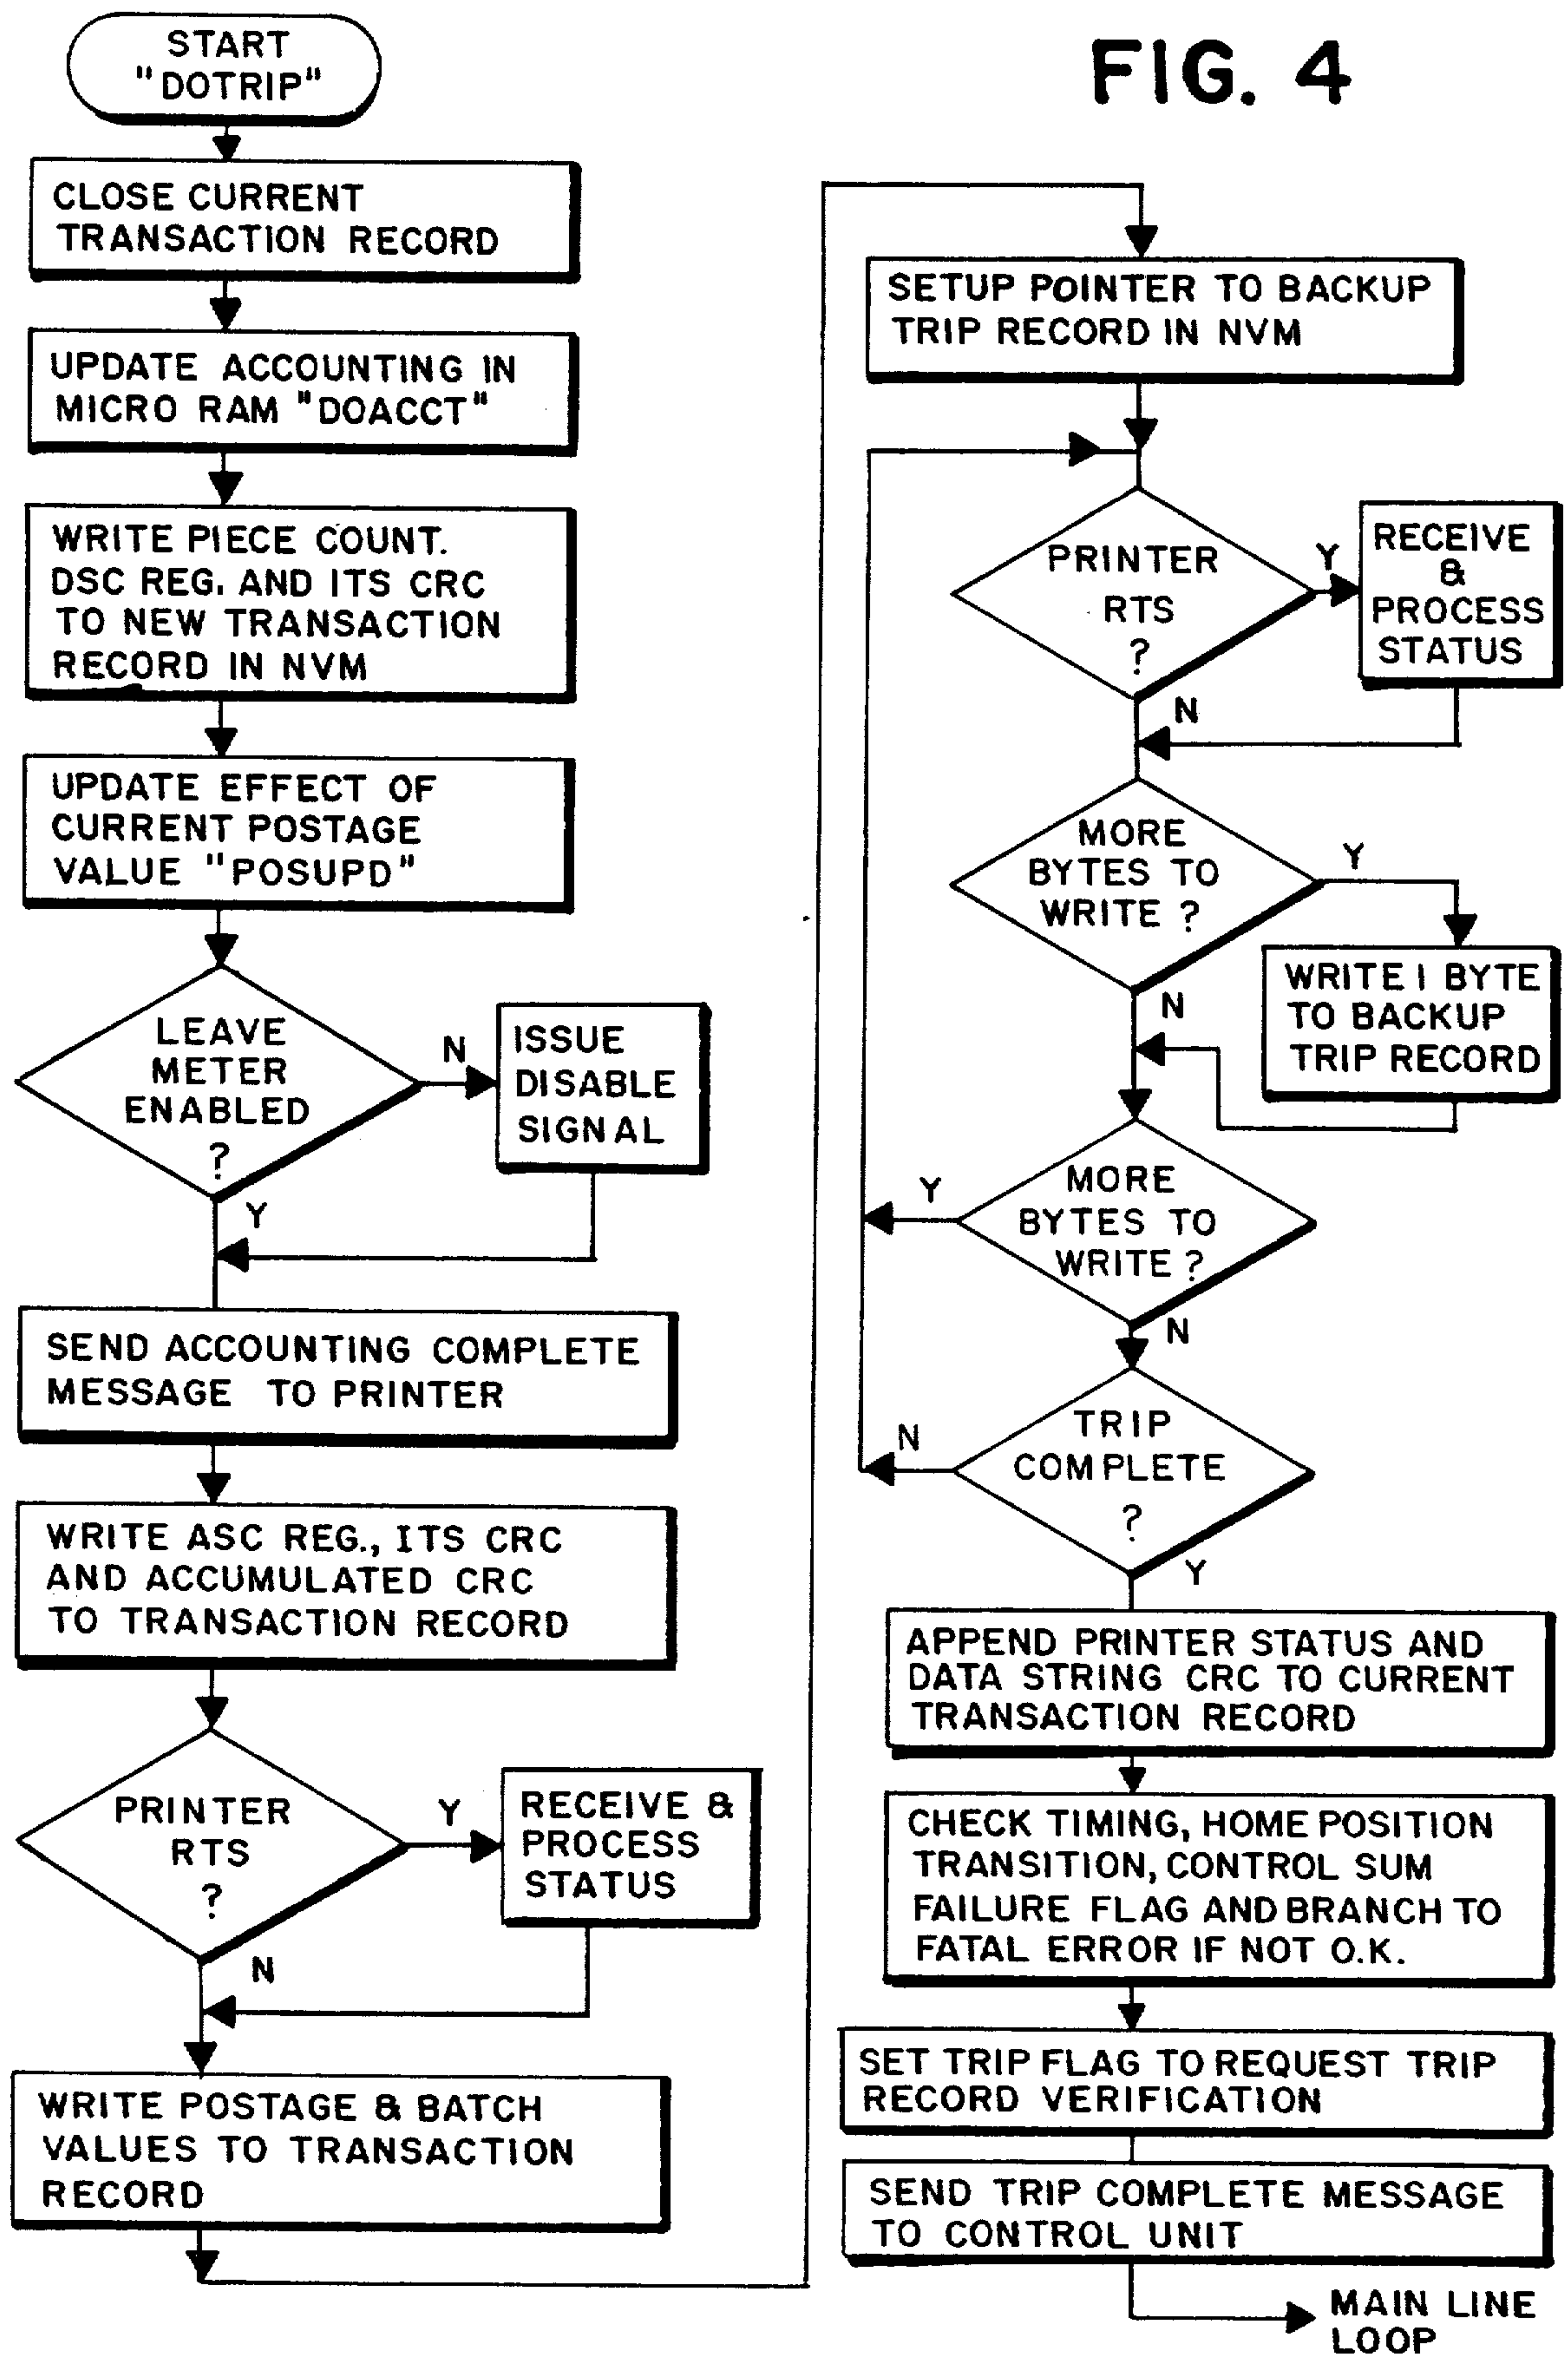 FIG. 4
START
"DOTRIP"
CLOSE CURRENT
TRANSACTION RECORD
UPDATE ACCOUNTING IN
MICRO RAM "DOACCT"
WRITE PIECE COUNT.
DSC REG. AND ITS CRC
TO NEW TRANSACTION
RECORD IN NVM
UPDATE EFFECT OF
CURRENT POSTAGE
VALUE "POSUPD"
LEAVE
METER
ENABLED
?
N
ISSUE
DISABLE
SIGNAL
Y
SEND ACCOUNTING COMPLETE
MESSAGE TO PRINTER
WRITE ASC REG., ITS CRC
AND ACCUMULATED CRC
TO TRANSACTION RECORD
PRINTER
RTS
?
Y
RECEIVE &
PROCESS
STATUS
N
WRITE POSTAGE & BATCH
VALUES TO TRANSACTION
RECORD
SETUP POINTER TO BACKUP
TRIP RECORD IN NVM
PRINTER
RTS
?
Y
RECEIVE
&
PROCESS
STATUS
N
MORE
BYTES TO
WRITE ?
Y
WRITE 1 BYTE
TO BACKUP
TRIP RECORD
N
MORE
BYTES TO
WRITE ?
Y
N
TRIP
COMPLETE
?
N
Y
APPEND PRINTER STATUS AND
DATA STRING CRC TO CURRENT
TRANSACTION RECORD
CHECK TIMING, HOME POSITION
TRANSITION, CONTROL SUM
FAILURE FLAG AND BRANCH TO
FATAL ERROR IF NOT O.K.
SET TRIP FLAG TO REQUEST TRIP
RECORD VERIFICATION
SEND TRIP COMPLETE MESSAGE
TO CONTROL UNIT
MAIN LINE
LOOP